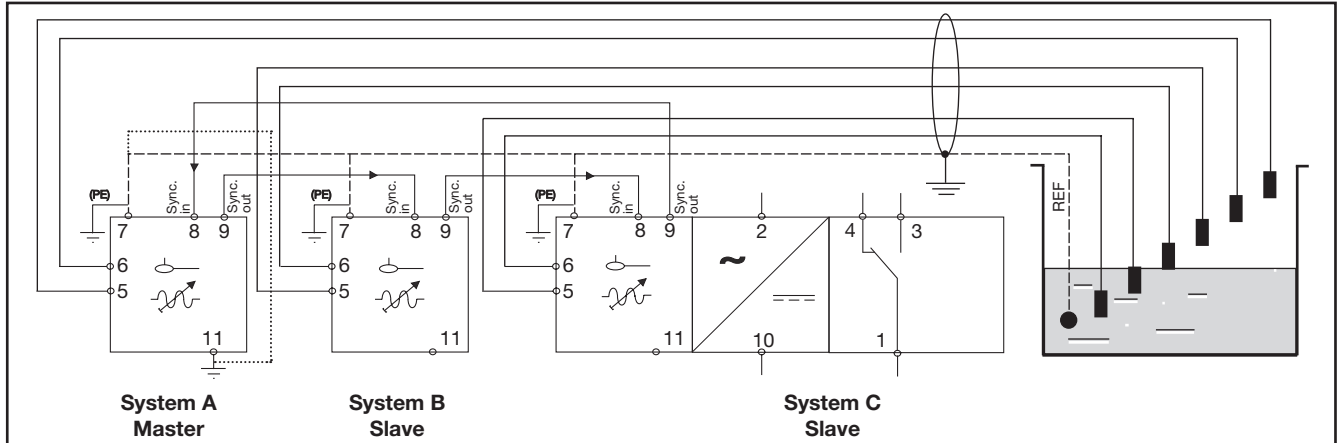 REF
(PE) Sync. in Sync. out (PE) Sync. in Sync. out (PE) Sync. in Sync. out
7 8 9 7 8 9 7 8 9 2 4 3
6 6 6 ~
5 5 5
11 11 11 10 1
System A System B System C
Master Slave Slave